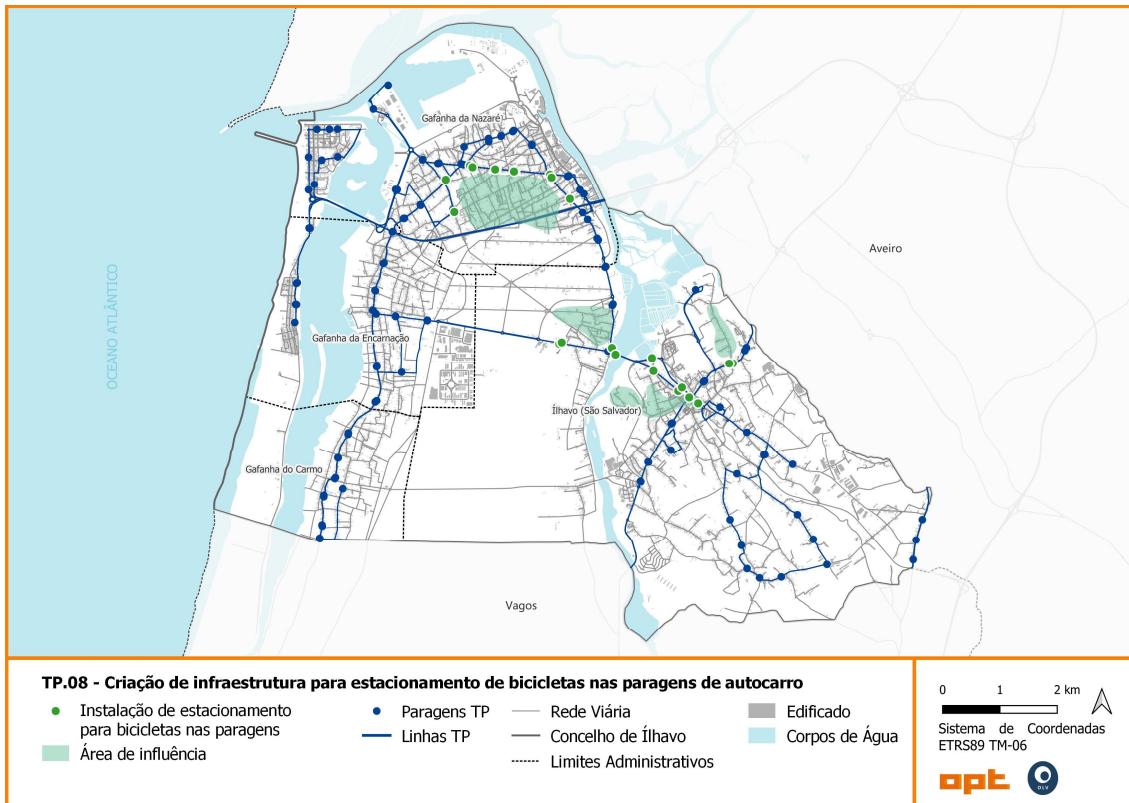 Gafanha da Nazaré
Aveiro
OCEANO ATLÂNTICO
Gafanha da Encarnação
Ílhavo (São Salvador)
Gafanha do Carmo
Vagos
TP.08 - Criação de infraestrutura para estacionamento de bicicletas nas paragens de autocarro
Instalação de estacionamento
para bicicletas nas paragens
Área de influência
Paragens TP
Linhas TP
Rede Viária
Concelho de Ílhavo
Limites Administrativos
Edificado
Corpos de Água
0 1 2 km
Sistema de Coordenadas
ETRS89 TM-06
opt
OLV